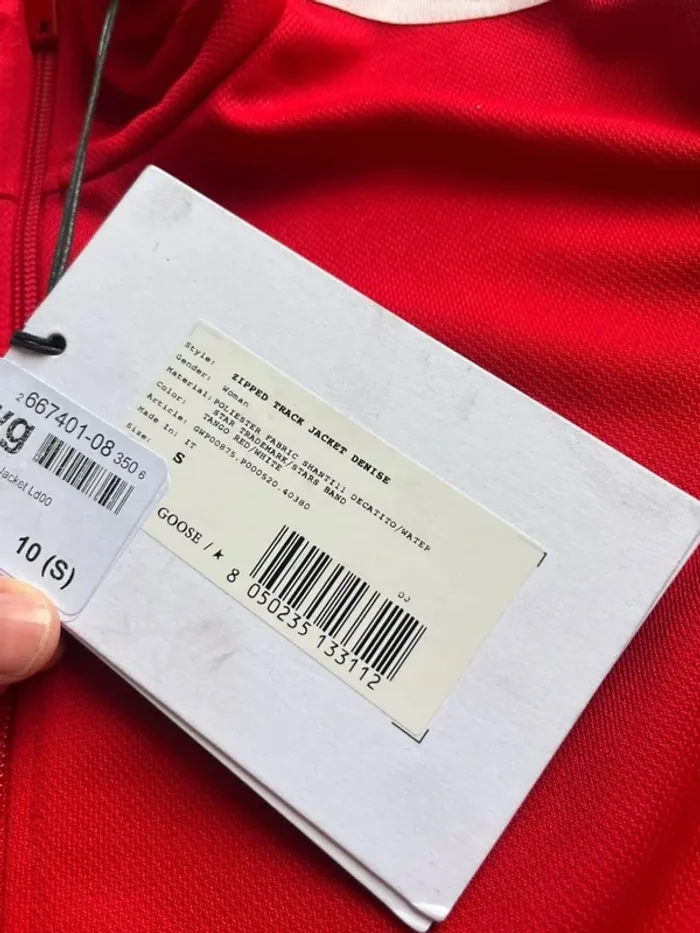 Style: ZIPPED TRACK JACKET DENISE
Gender: Woman
Material: POLIESTER FABRIC SHANTIII DECATITO/WATER
STAR TRADEMARK/STARS BAND
Color: TANGO RED/WHITE
Article: GWP00875.P000520.40380
Made In: IT
Size: S
GOOSE / ★
DJ
8 050235 133112
2 667401-08 350 6
Jacket Ld00
10 (S)